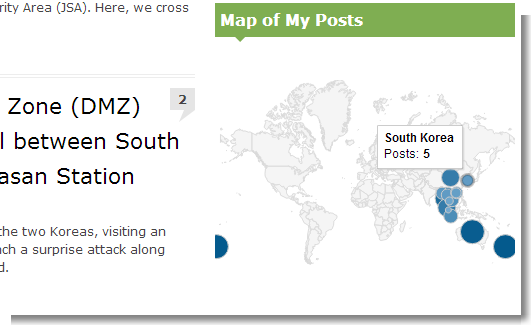 rity Area (JSA). Here, we cross
2
Zone (DMZ)
l between South
asan Station
the two Koreas, visiting an
ach a surprise attack along
d.
Map of My Posts
South Korea
Posts: 5